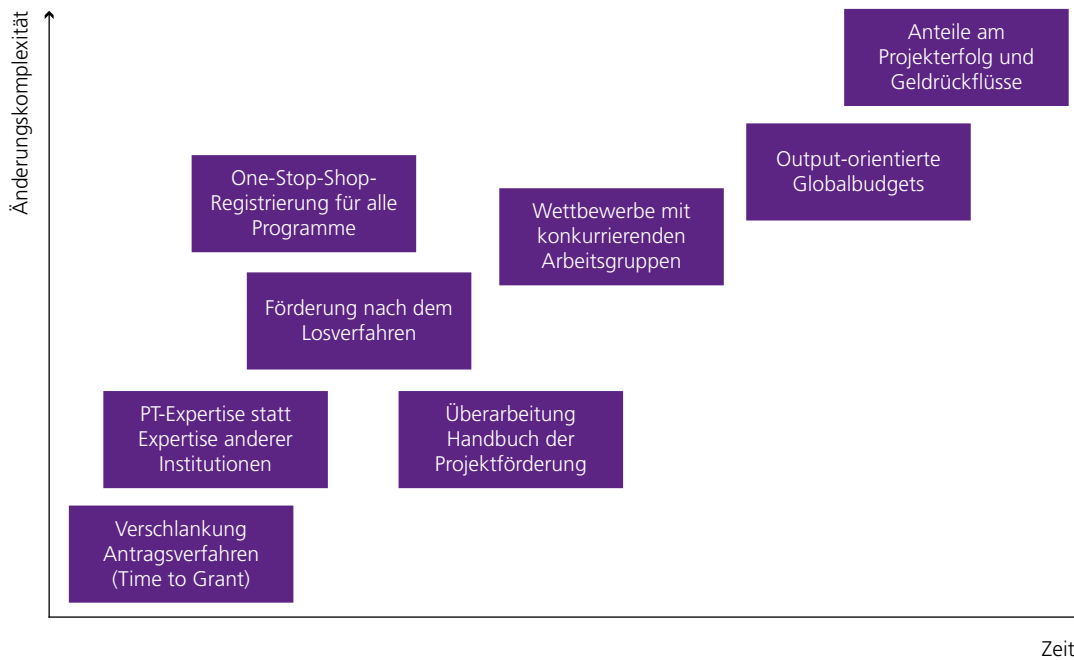 Änderungskomplexität
Anteile am
Projekterfolg und
Geldrückflüsse
Output-orientierte
Globalbudgets
One-Stop-Shop-
Registrierung für alle
Programme
Wettbewerbe mit
konkurrierenden
Arbeitsgruppen
Förderung nach dem
Losverfahren
PT-Expertise statt
Expertise anderer
Institutionen
Überarbeitung
Handbuch der
Projektförderung
Verschlankung
Antragsverfahren
(Time to Grant)
Zeit